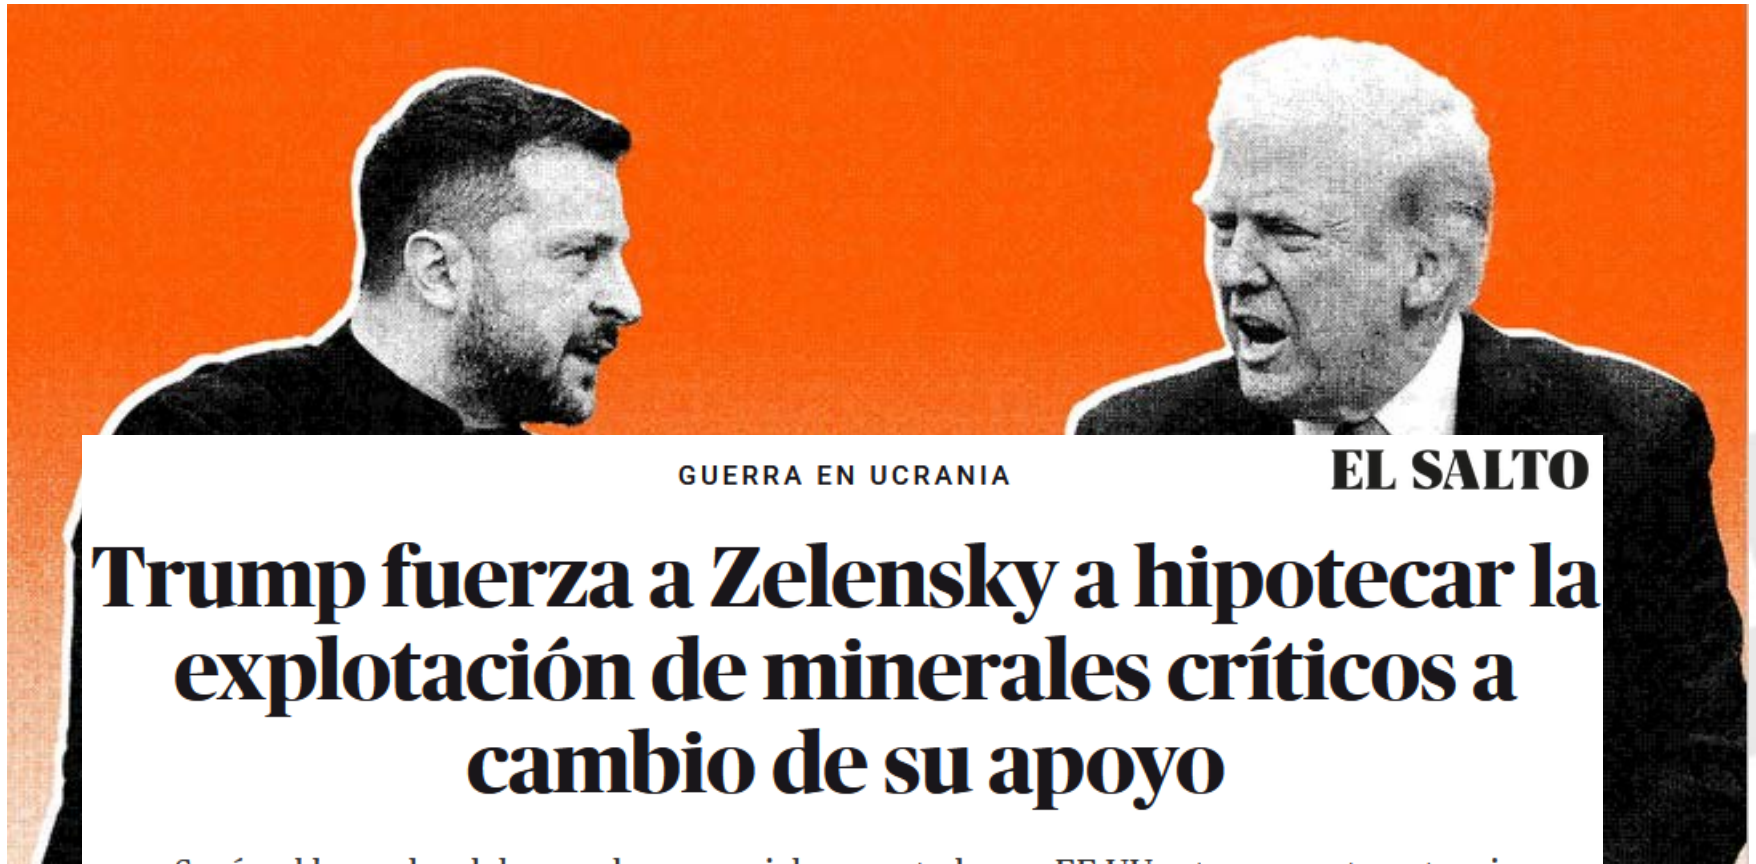 GUERRA EN UCRANIA
EL SALTO
Trump fuerza a Zelensky a hipotecar la
explotación de minerales críticos a
cambio de su apoyo